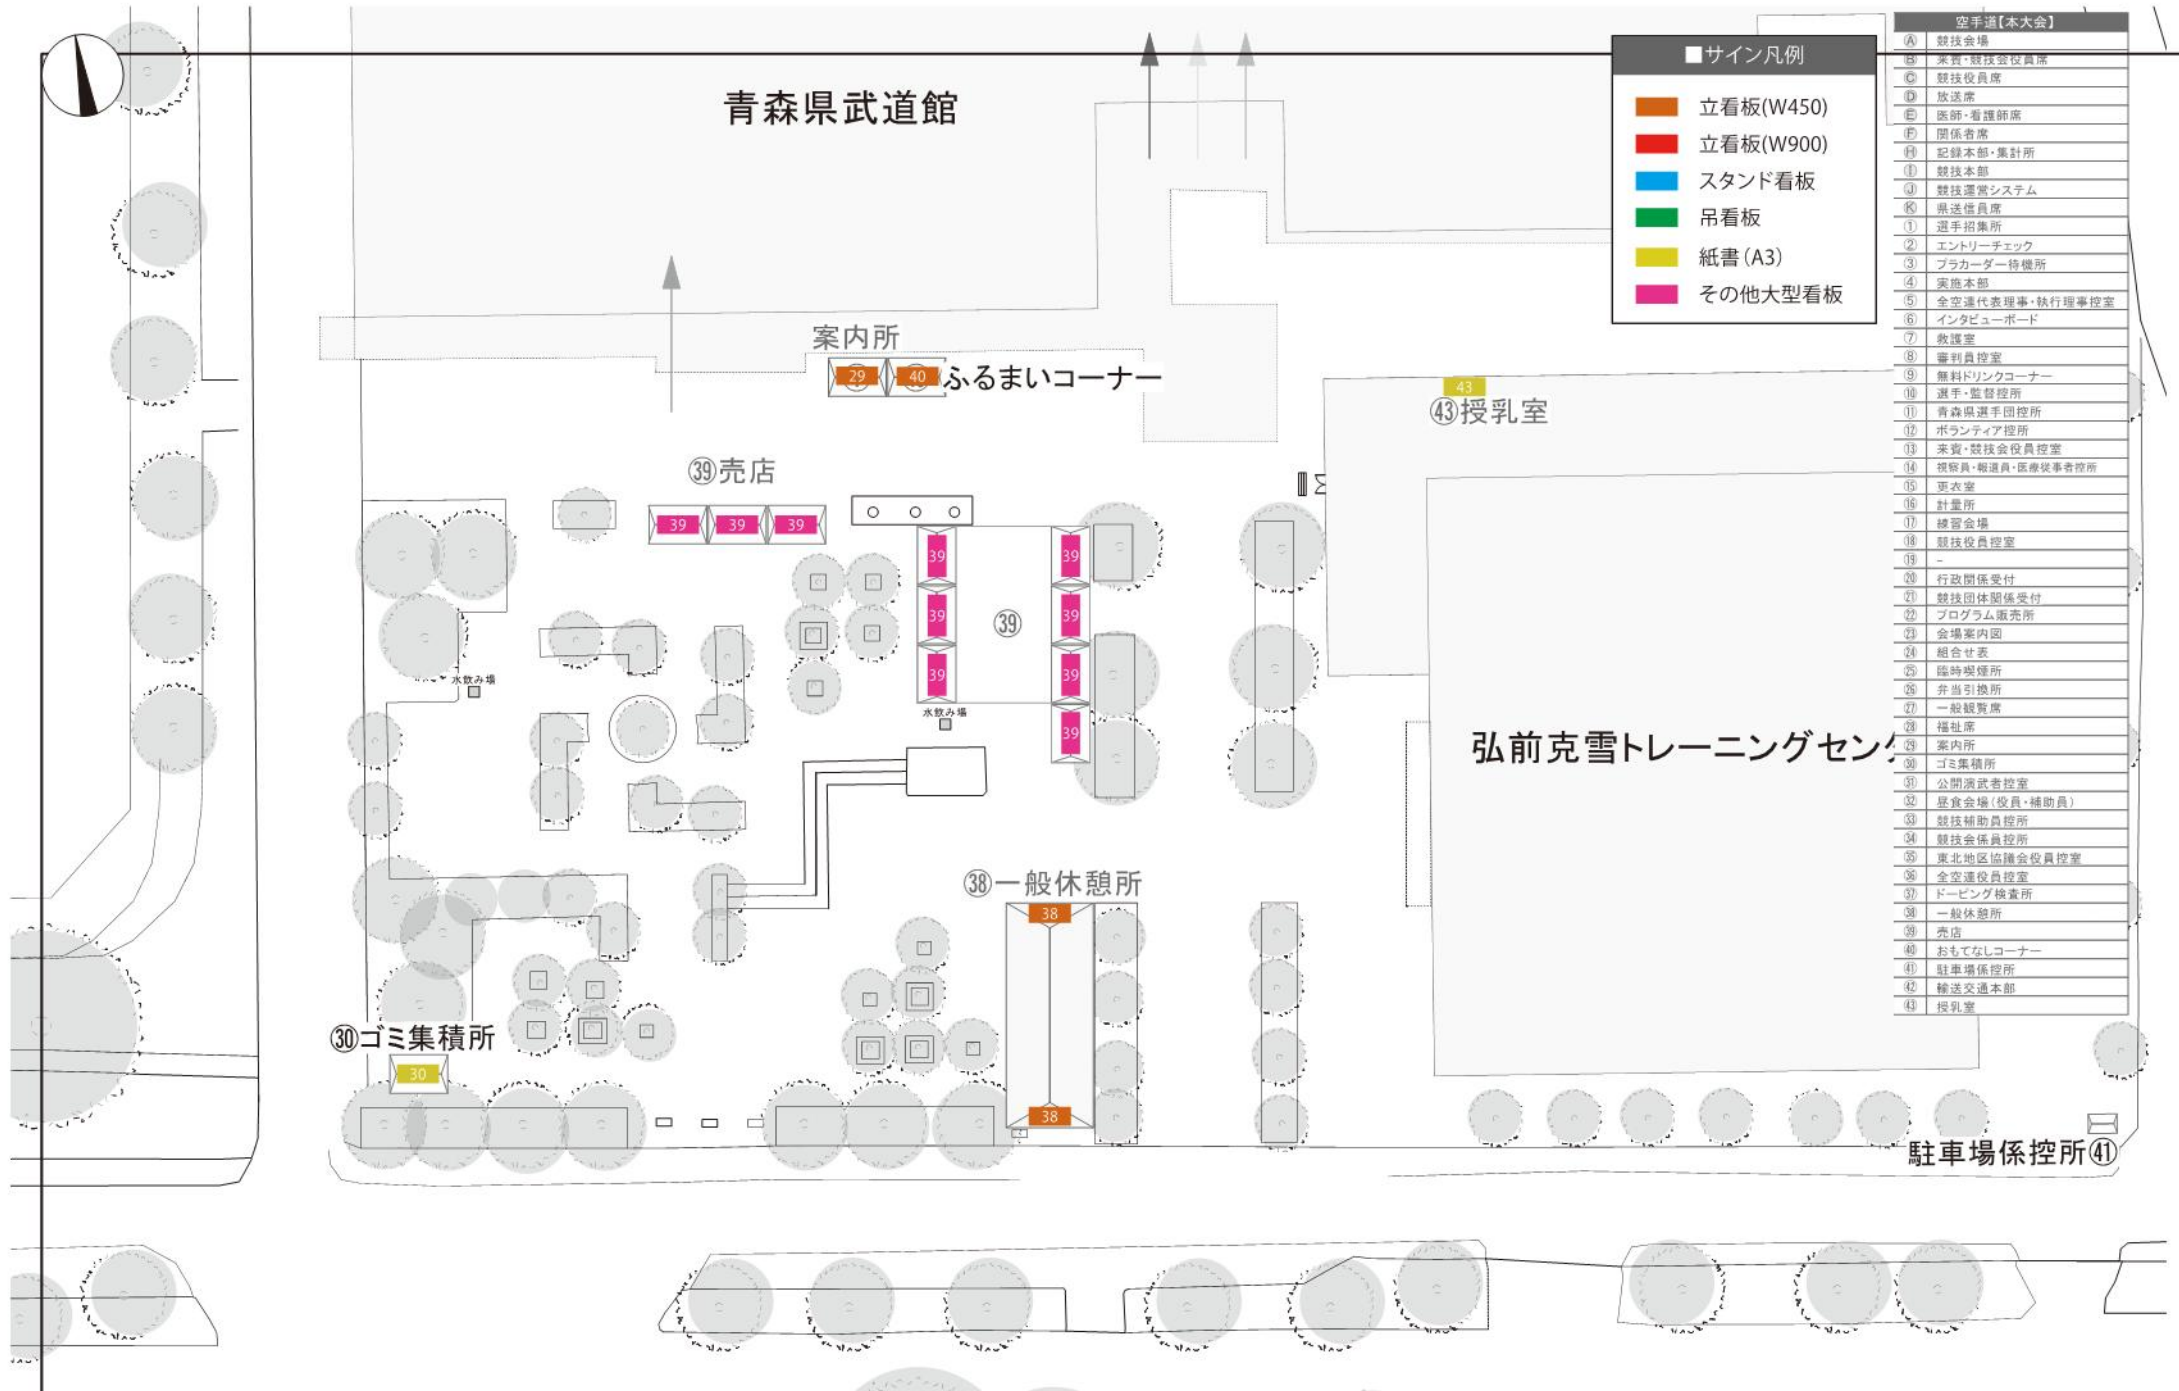 青森県武道館
■サイン凡例
立看板(W450)
立看板(W900)
スタンド看板
吊看板
紙書(A3)
その他大型看板
空手道【本大会】
Ⓐ 競技会場
Ⓑ 来賓・競技会役員席
Ⓒ 競技役員席
Ⓓ 放送席
Ⓔ 医師・看護師席
Ⓕ 関係者席
Ⓗ 記録本部・集計所
Ⓘ 競技本部
Ⓙ 競技運営システム
Ⓚ 県送信員席
① 選手招集所
② エントリーチェック
③ プラカーダー待機所
④ 実施本部
⑤ 全空連代表理事・執行理事控室
⑥ インタビューボード
⑦ 救護室
⑧ 審判員控室
⑨ 無料ドリンクコーナー
⑩ 選手・監督控所
⑪ 青森県選手団控所
⑫ ボランティア控所
⑬ 来賓・競技会役員控室
⑭ 視察員・報道員・医療従事者控所
⑮ 更衣室
⑯ 計量所
⑰ 練習会場
⑱ 競技役員控室
⑲ -
⑳ 行政関係受付
㉑ 競技団体関係受付
㉒ プログラム販売所
㉓ 会場案内図
㉔ 組合せ表
㉕ 臨時喫煙所
㉖ 弁当引換所
㉗ 一般観覧席
㉘ 福祉席
㉙ 案内所
㉚ ゴミ集積所
㉛ 公開演武者控室
㉜ 昼食会場(役員・補助員)
㉝ 競技補助員控所
㉞ 競技会係員控所
㉟ 東北地区協議会役員控室
㊱ 全空連役員控室
㊲ ドーピング検査所
㊳ 一般休憩所
㊴ 売店
㊵ おもてなしコーナー
㊶ 駐車場係控所
㊷ 輸送交通本部
㊸ 授乳室
案内所
29 40 ふるまいコーナー
43
㊸授乳室
㊴売店
39 39 39
39 39
39 ㊴ 39
39 39
39
水飲み場
水飲み場
弘前克雪トレーニングセン
㊳一般休憩所
38
㉚ゴミ集積所
30
38
駐車場係控所㊶